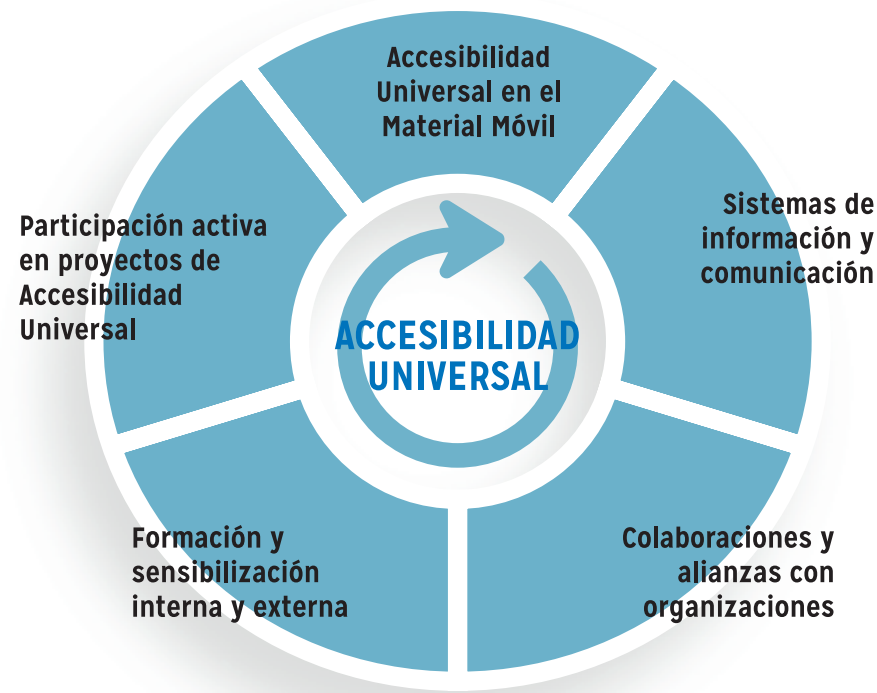 Accesibilidad
Universal en el
Material Móvil
Sistemas de
información y
comunicación
Colaboraciones y
alianzas con
organizaciones
Formación y
sensibilización
interna y externa
Participación activa
en proyectos de
Accesibilidad
Universal
ACCESIBILIDAD
UNIVERSAL